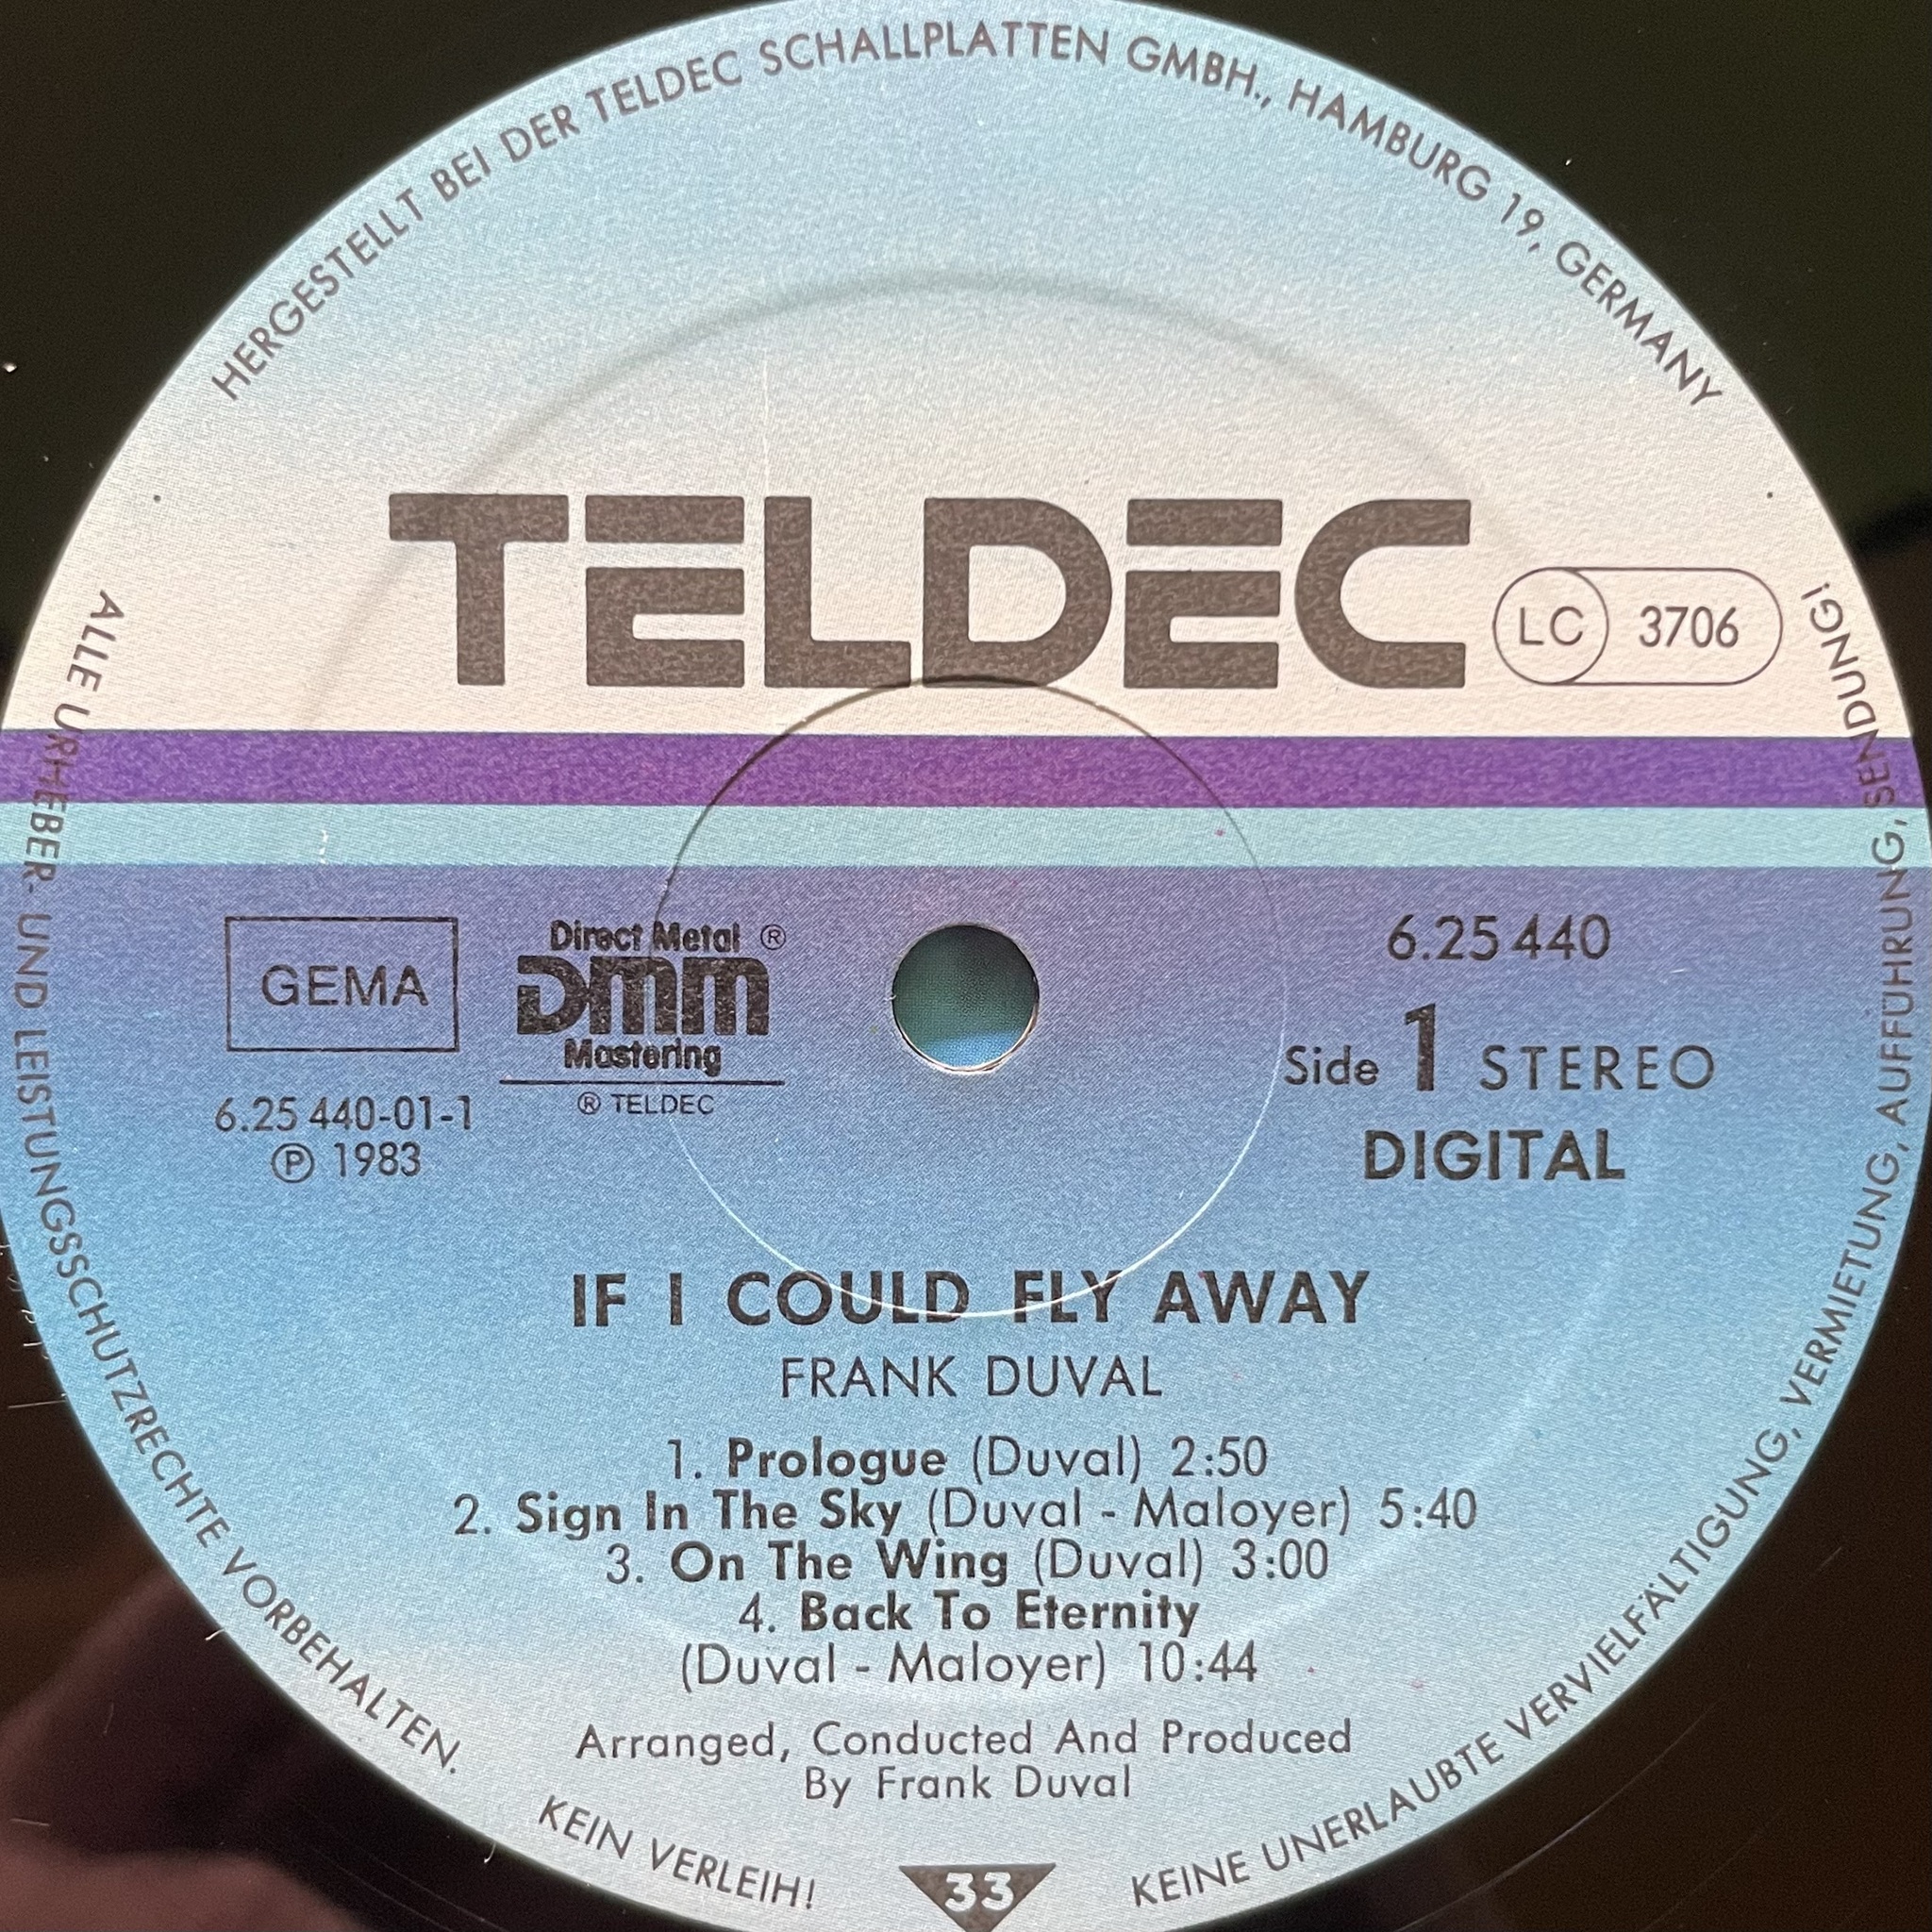 HERGESTELLT BEI DER TELDEC SCHALLPLATTEN GMBH., HAMBURG 19, GERMANY
TELDEC
LC 3706
GEMA
Direct Metal ®
DMM
Mastering
® TELDEC
6.25 440-01-1
Ⓟ 1983
6.25 440
Side 1 STEREO
DIGITAL
IF I COULD FLY AWAY
FRANK DUVAL
1. Prologue (Duval) 2:50
2. Sign In The Sky (Duval - Maloyer) 5:40
3. On The Wing (Duval) 3:00
4. Back To Eternity
(Duval - Maloyer) 10:44
Arranged, Conducted And Produced
By Frank Duval
33
ALLE URHEBER- UND LEISTUNGSSCHUTZRECHTE VORBEHALTEN.
KEIN VERLEIH!
KEINE UNERLAUBTE VERVIELFÄLTIGUNG, VERMIETUNG, AUFFÜHRUNG, SENDUNG!